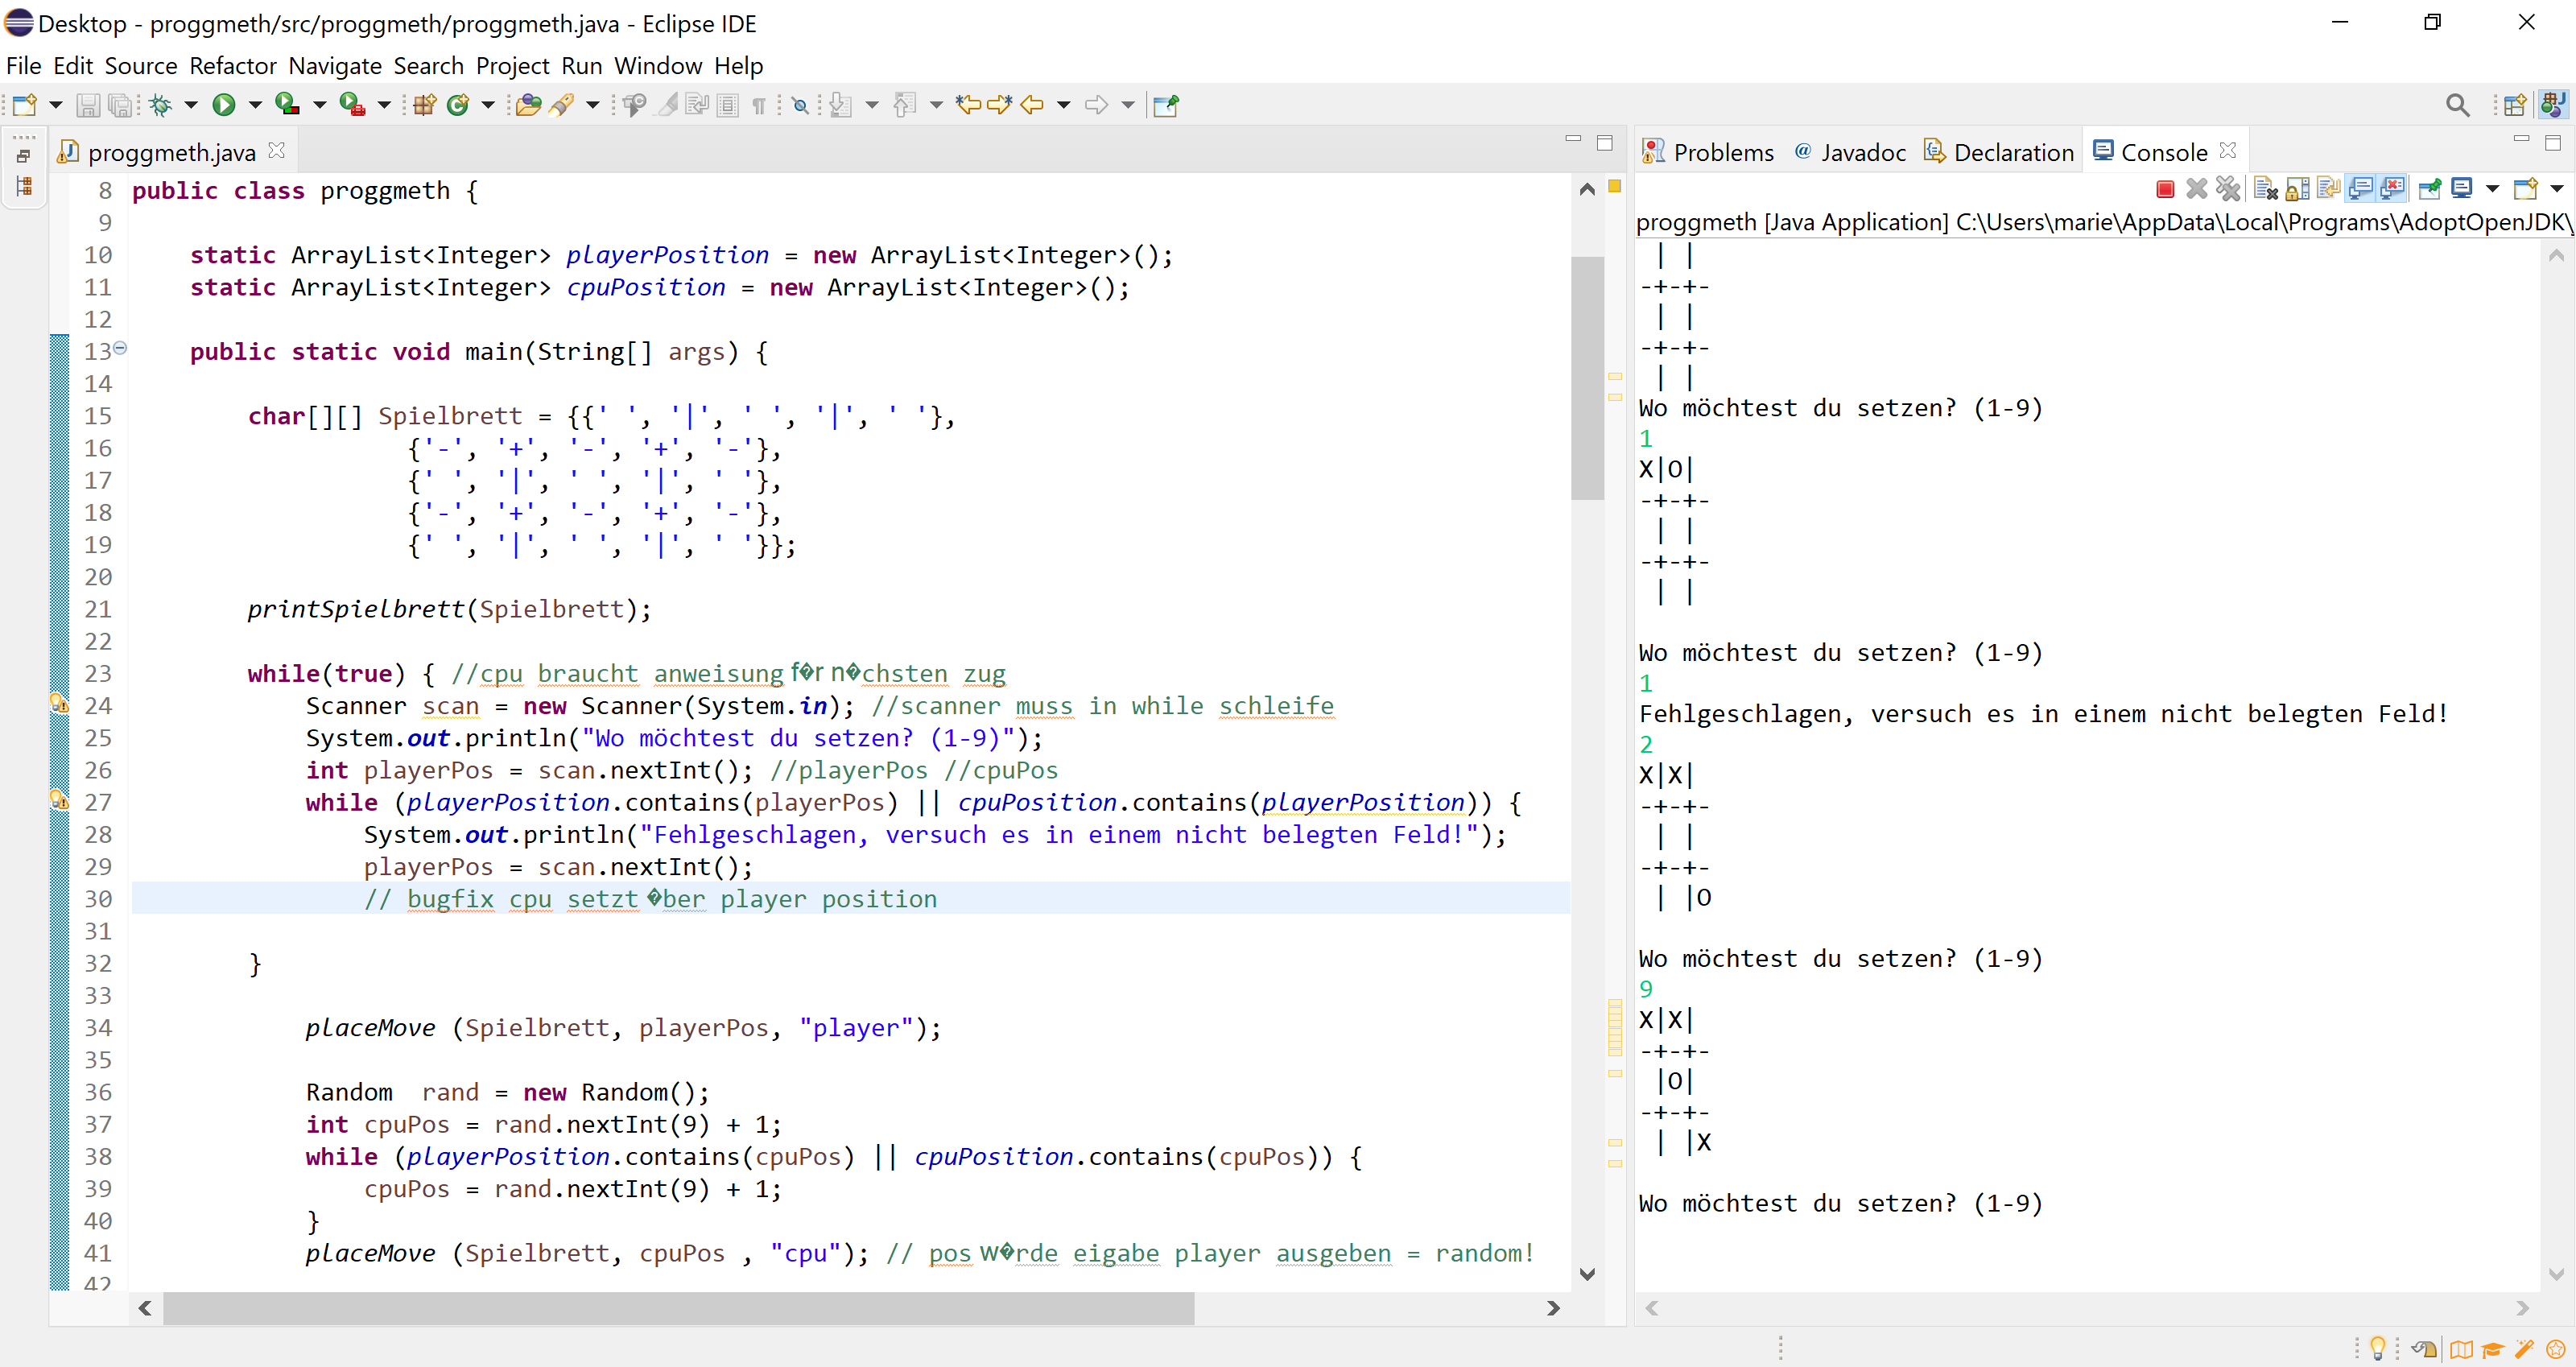 Desktop - proggmeth/src/proggmeth/proggmeth.java - Eclipse IDE
File Edit Source Refactor Navigate Search Project Run Window Help
proggmeth.java
8 public class proggmeth {
9
10 static ArrayList<Integer> playerPosition = new ArrayList<Integer>();
11 static ArrayList<Integer> cpuPosition = new ArrayList<Integer>();
12
13 public static void main(String[] args) {
14
15 char[][] Spielbrett = {{' ', '|', ' ', '|', ' '},
16 {'-', '+', '-', '+', '-'},
17 {' ', '|', ' ', '|', ' '},
18 {'-', '+', '-', '+', '-'},
19 {' ', '|', ' ', '|', ' '}};
20
21 printSpielbrett(Spielbrett);
22
23 while(true) { //cpu braucht anweisung f�r n�chsten zug
24 Scanner scan = new Scanner(System.in); //scanner muss in while schleife
25 System.out.println("Wo möchtest du setzen? (1-9)");
26 int playerPos = scan.nextInt(); //playerPos //cpuPos
27 while (playerPosition.contains(playerPos) || cpuPosition.contains(playerPosition)) {
28 System.out.println("Fehlgeschlagen, versuch es in einem nicht belegten Feld!");
29 playerPos = scan.nextInt();
30 // bugfix cpu setzt �ber player position
31
32 }
33
34 placeMove (Spielbrett, playerPos, "player");
35
36 Random  rand = new Random();
37 int cpuPos = rand.nextInt(9) + 1;
38 while (playerPosition.contains(cpuPos) || cpuPosition.contains(cpuPos)) {
39 cpuPos = rand.nextInt(9) + 1;
40 }
41 placeMove (Spielbrett, cpuPos , "cpu"); // pos w�rde eigabe player ausgeben = random!
42
Problems @ Javadoc Declaration Console
proggmeth [Java Application] C:\Users\marie\AppData\Local\Programs\AdoptOpenJDK\
 | |
-+-+-
 | |
-+-+-
 | |
Wo möchtest du setzen? (1-9)
1
X|O|
-+-+-
 | |
-+-+-
 | |
Wo möchtest du setzen? (1-9)
1
Fehlgeschlagen, versuch es in einem nicht belegten Feld!
2
X|X|
-+-+-
 | |
-+-+-
 | |O
Wo möchtest du setzen? (1-9)
9
X|X|
-+-+-
 |O|
-+-+-
 | |X
Wo möchtest du setzen? (1-9)